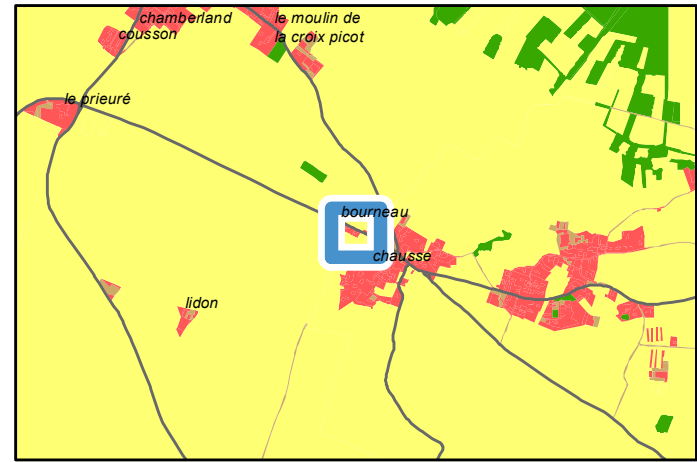 chamberland
cousson
le moulin de
la croix picot
le prieuré
bourneau
chausse
lidon